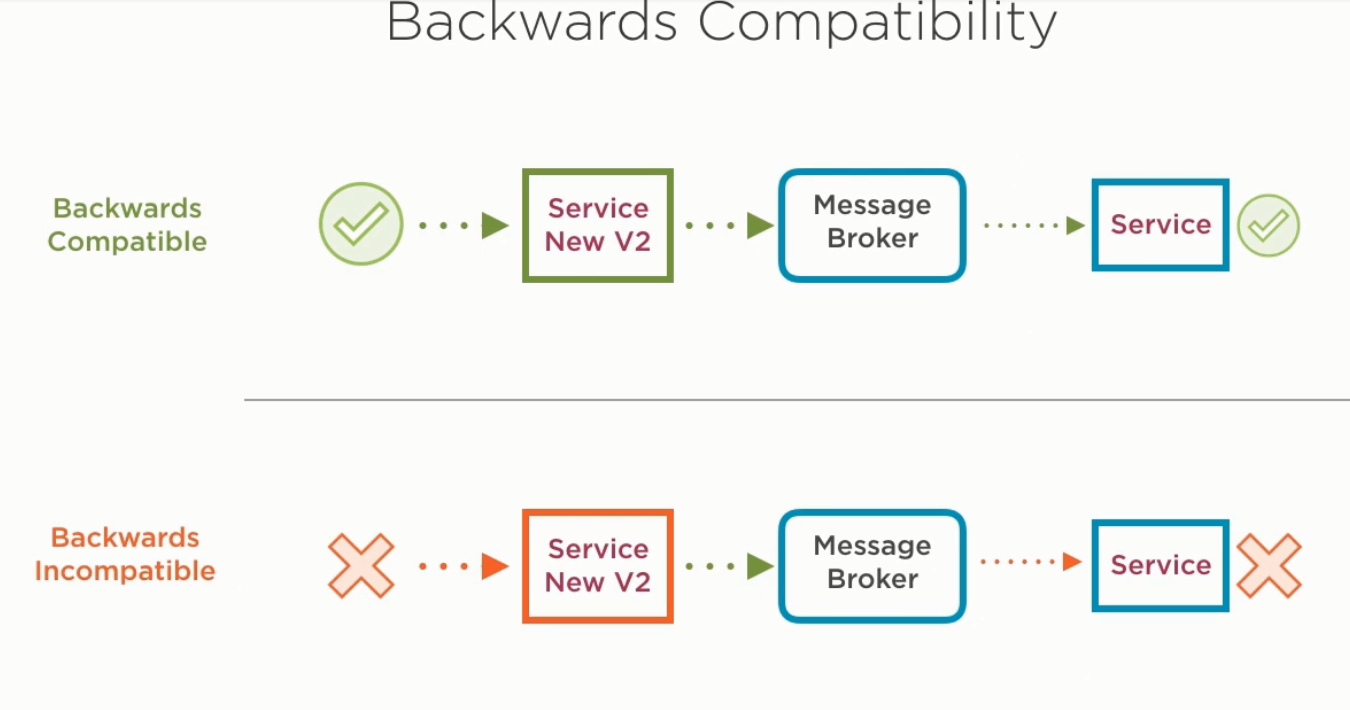 Backwards Compatibility
Backwards
Compatible
Service
New V2
Message
Broker
Service
Backwards
Incompatible
Service
New V2
Message
Broker
Service